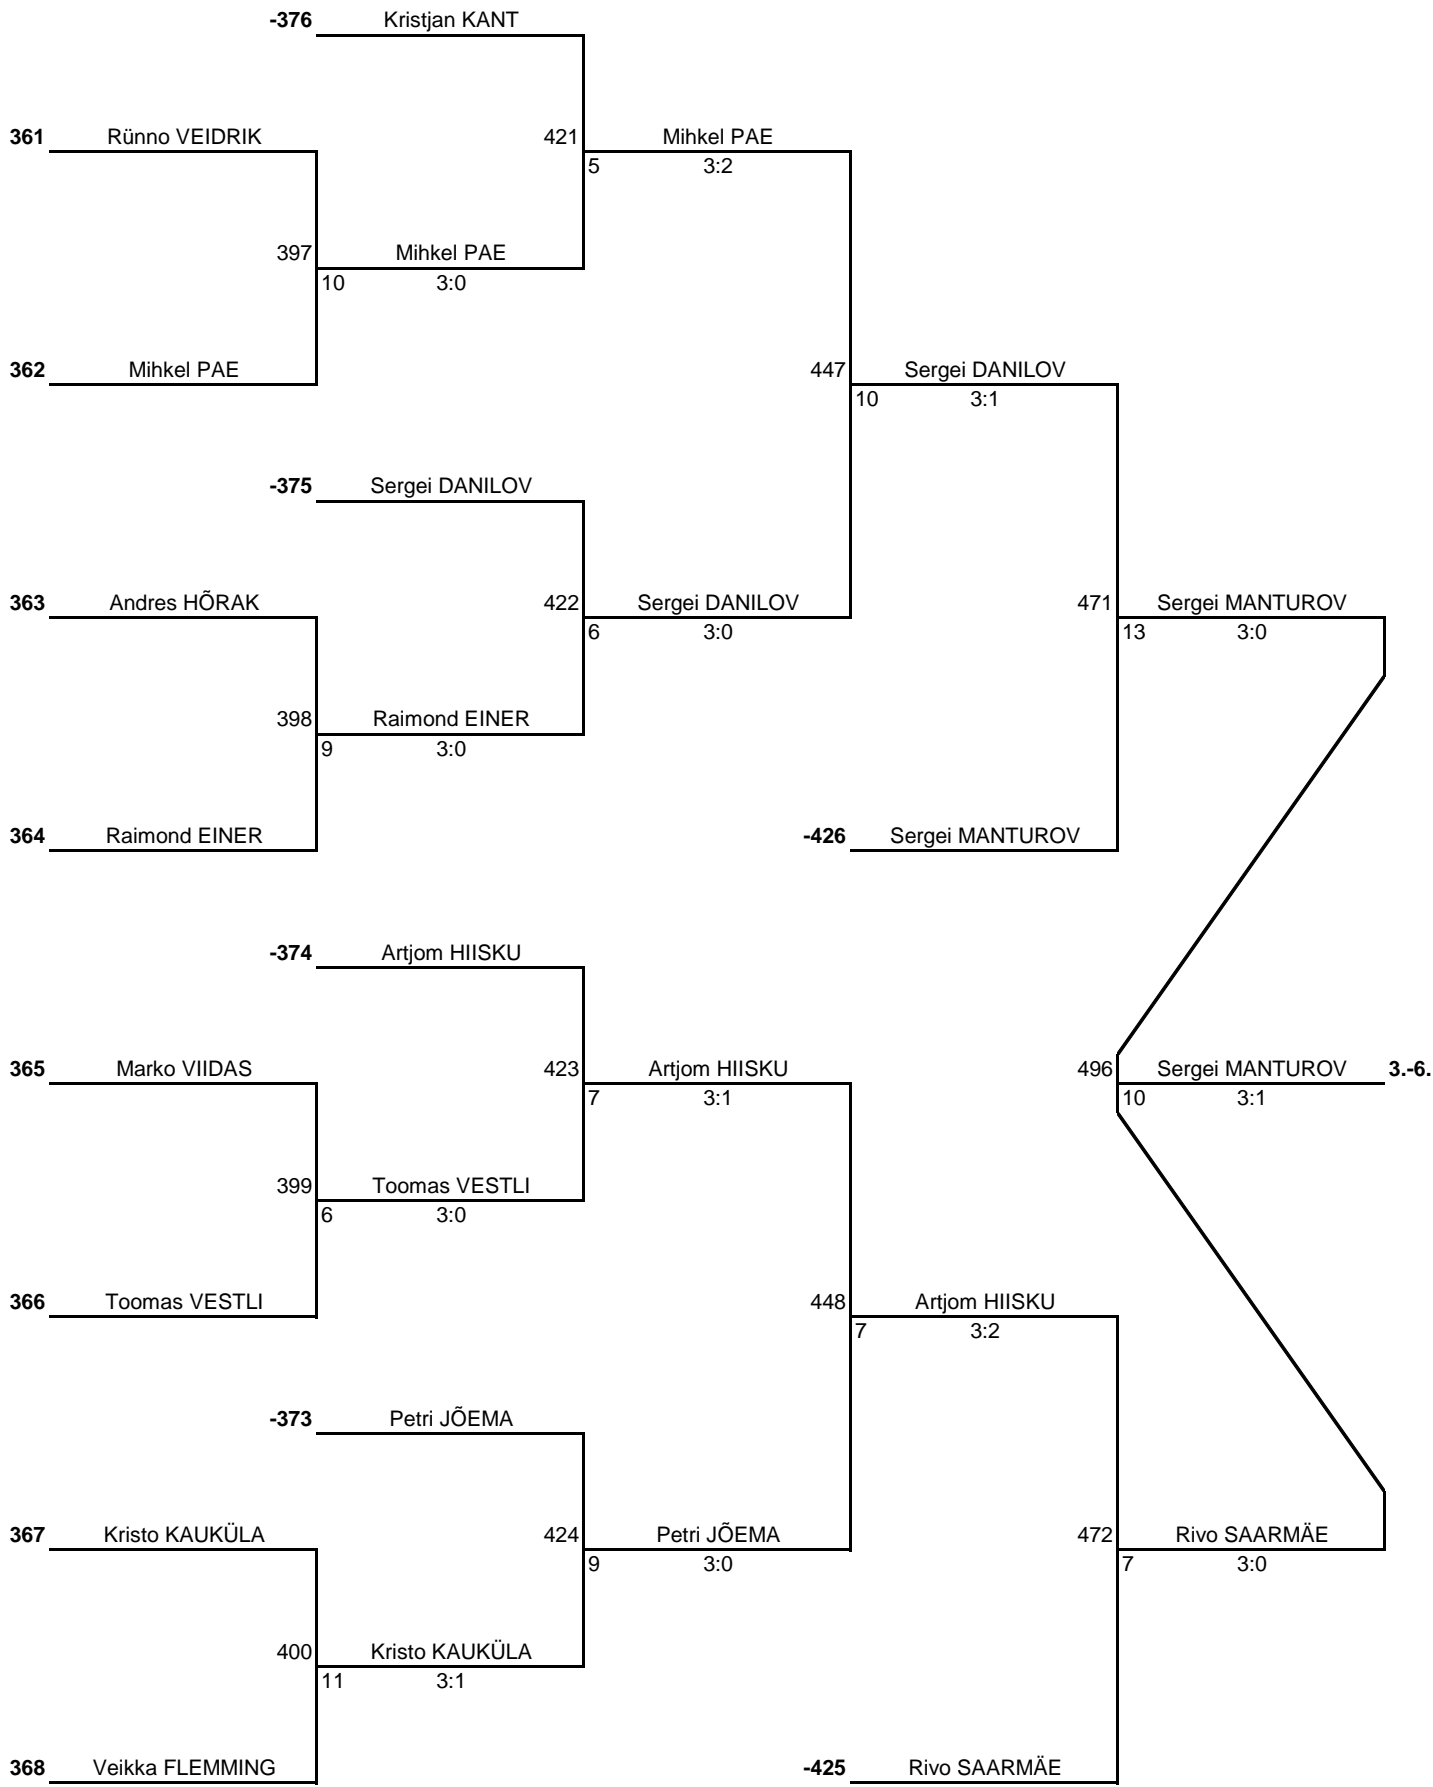 -376 Kristjan KANT
361 Rünno VEIDRIK 421 Mihkel PAE
5 3:2
397 Mihkel PAE
10 3:0
362 Mihkel PAE 447 Sergei DANILOV
10 3:1
-375 Sergei DANILOV
363 Andres HÕRAK 422 Sergei DANILOV 471 Sergei MANTUROV
6 3:0 13 3:0
398 Raimond EINER
9 3:0
364 Raimond EINER -426 Sergei MANTUROV
-374 Artjom HIISKU
365 Marko VIIDAS 423 Artjom HIISKU 496 Sergei MANTUROV 3.-6.
7 3:1 10 3:1
399 Toomas VESTLI
6 3:0
366 Toomas VESTLI 448 Artjom HIISKU
7 3:2
-373 Petri JÕEMA
367 Kristo KAUKÜLA 424 Petri JÕEMA 472 Rivo SAARMÄE
9 3:0 7 3:0
400 Kristo KAUKÜLA
11 3:1
368 Veikka FLEMMING -425 Rivo SAARMÄE